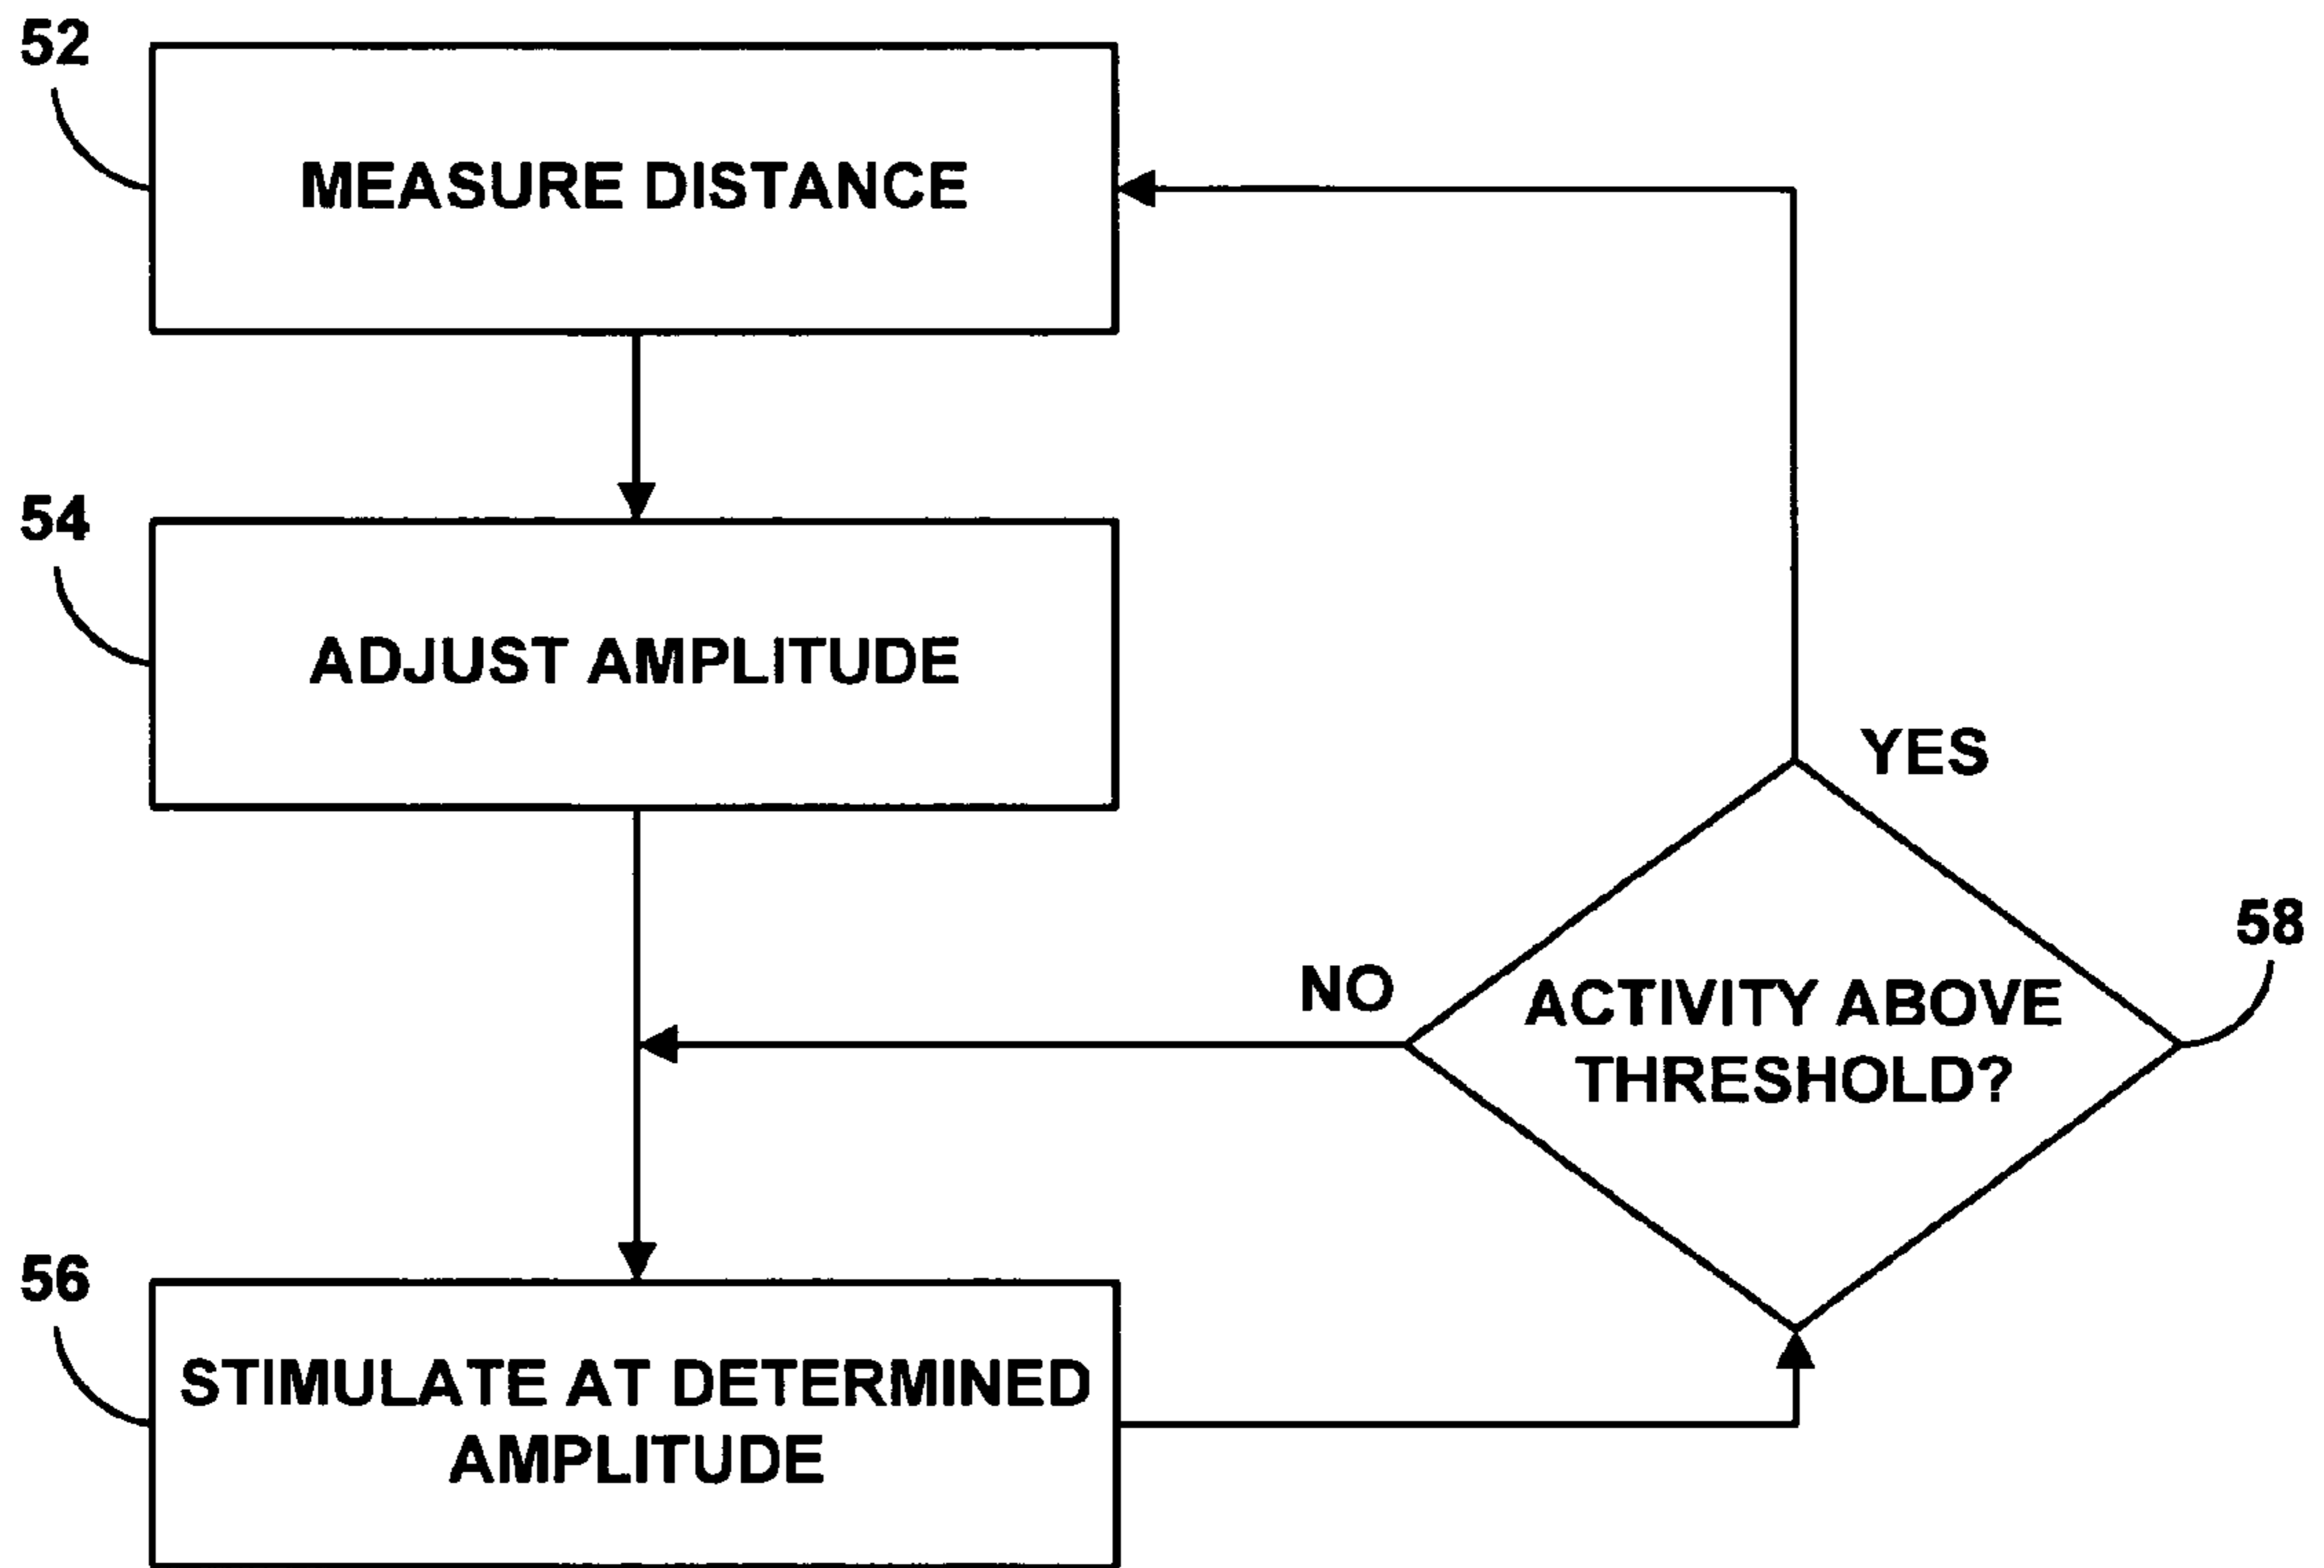 52
MEASURE DISTANCE
54
ADJUST AMPLITUDE
YES
58
NO
ACTIVITY ABOVE
THRESHOLD?
56
STIMULATE AT DETERMINED
AMPLITUDE